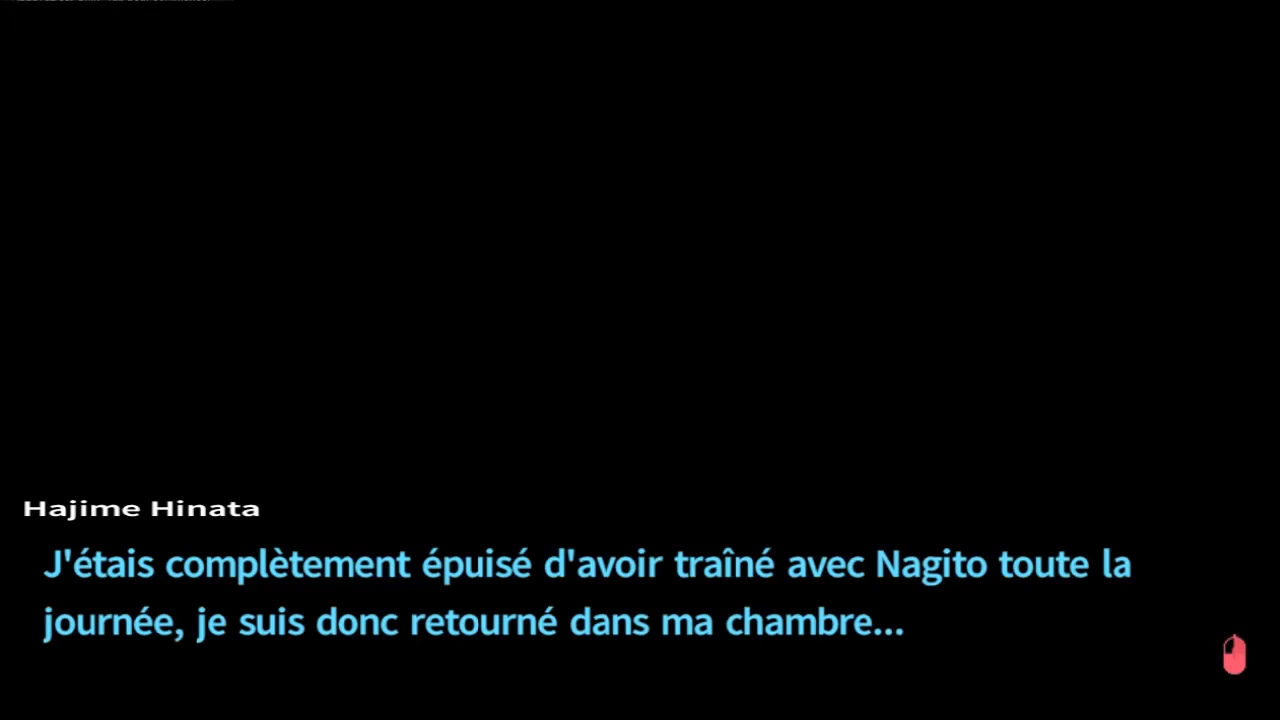 Hajime Hinata
J'étais complètement épuisé d'avoir traîné avec Nagito toute la
journée, je suis donc retourné dans ma chambre...